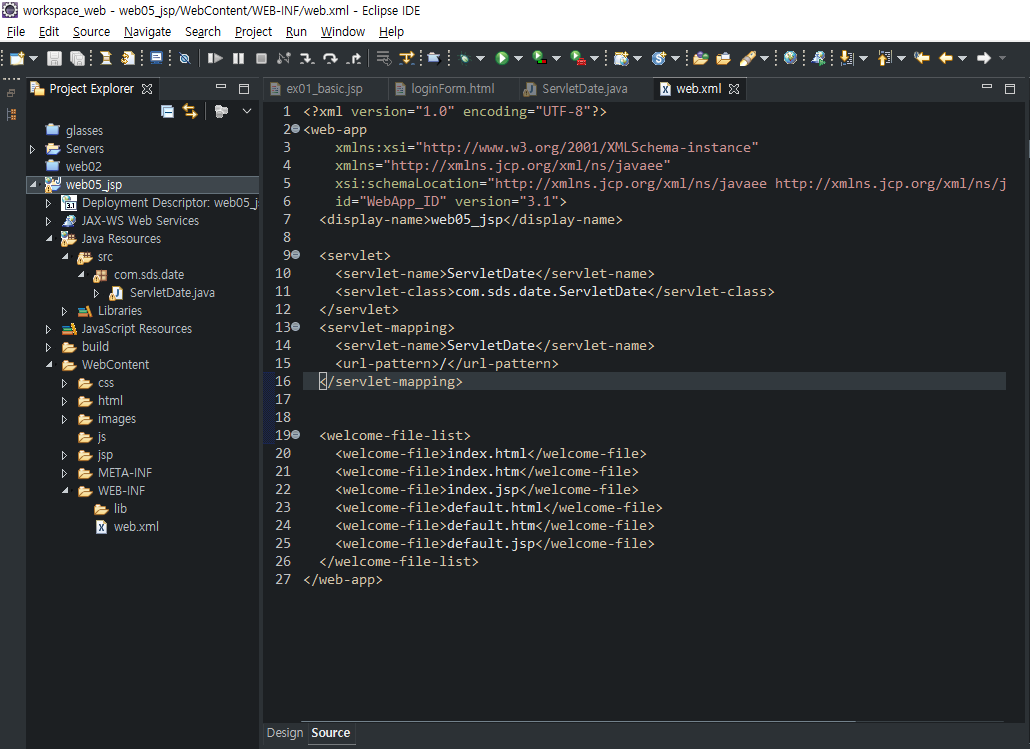 workspace_web - web05_jsp/WebContent/WEB-INF/web.xml - Eclipse IDE
File Edit Source Navigate Search Project Run Window Help
Project Explorer
glasses
Servers
web02
web05_jsp
Deployment Descriptor: web05_j
JAX-WS Web Services
Java Resources
src
com.sds.date
ServletDate.java
Libraries
JavaScript Resources
build
WebContent
css
html
images
js
jsp
META-INF
WEB-INF
lib
web.xml
ex01_basic.jsp loginForm.html ServletDate.java web.xml
1 <?xml version="1.0" encoding="UTF-8"?>
2 <web-app
3 xmlns:xsi="http://www.w3.org/2001/XMLSchema-instance"
4 xmlns="http://xmlns.jcp.org/xml/ns/javaee"
5 xsi:schemaLocation="http://xmlns.jcp.org/xml/ns/javaee http://xmlns.jcp.org/xml/ns/j
6 id="WebApp_ID" version="3.1">
7 <display-name>web05_jsp</display-name>
8
9 <servlet>
10 <servlet-name>ServletDate</servlet-name>
11 <servlet-class>com.sds.date.ServletDate</servlet-class>
12 </servlet>
13 <servlet-mapping>
14 <servlet-name>ServletDate</servlet-name>
15 <url-pattern>/</url-pattern>
16 </servlet-mapping>
17
18
19 <welcome-file-list>
20 <welcome-file>index.html</welcome-file>
21 <welcome-file>index.htm</welcome-file>
22 <welcome-file>index.jsp</welcome-file>
23 <welcome-file>default.html</welcome-file>
24 <welcome-file>default.htm</welcome-file>
25 <welcome-file>default.jsp</welcome-file>
26 </welcome-file-list>
27 </web-app>
Design Source